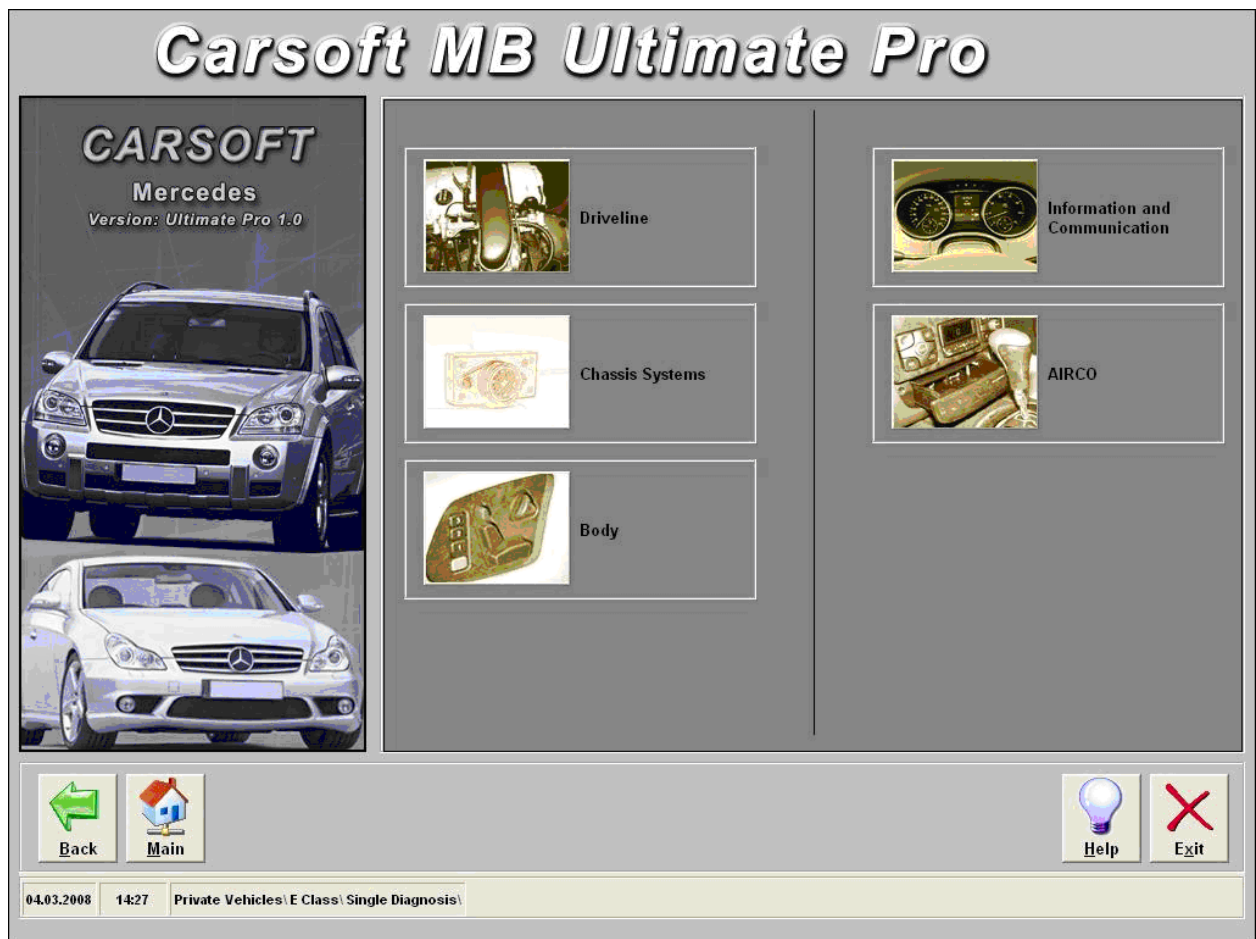 Carsoft MB Ultimate Pro
CARSOFT
Mercedes
Version: Ultimate Pro 1.0
Driveline
Chassis Systems
Body
Information and
Communication
AIRCO
Back
Main
Help
Exit
04.03.2008
14:27
Private Vehicles\ E Class\ Single Diagnosis\